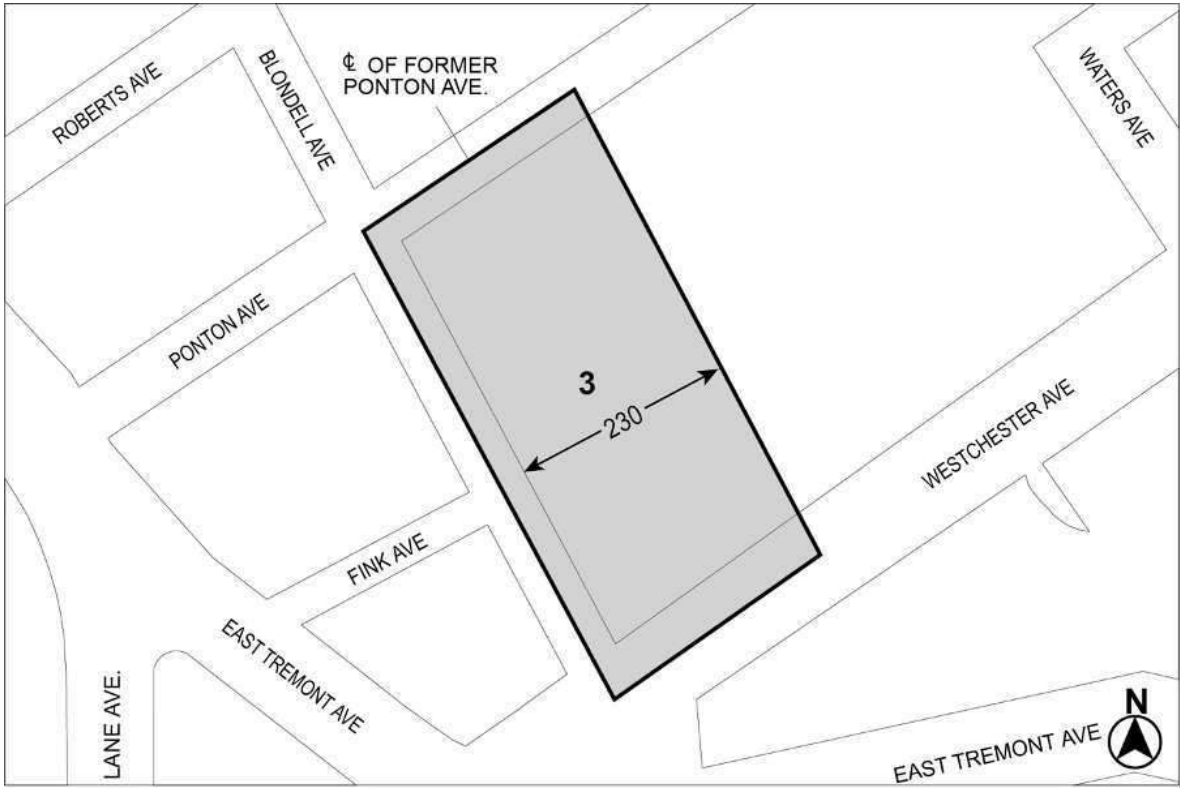 ROBERTS AVE
BLONDELL AVE
℄ OF FORMER
PONTON AVE.
WATERS AVE
PONTON AVE
3
230
WESTCHESTER AVE
FINK AVE
EAST TREMONT AVE
LANE AVE.
N
EAST TREMONT AVE